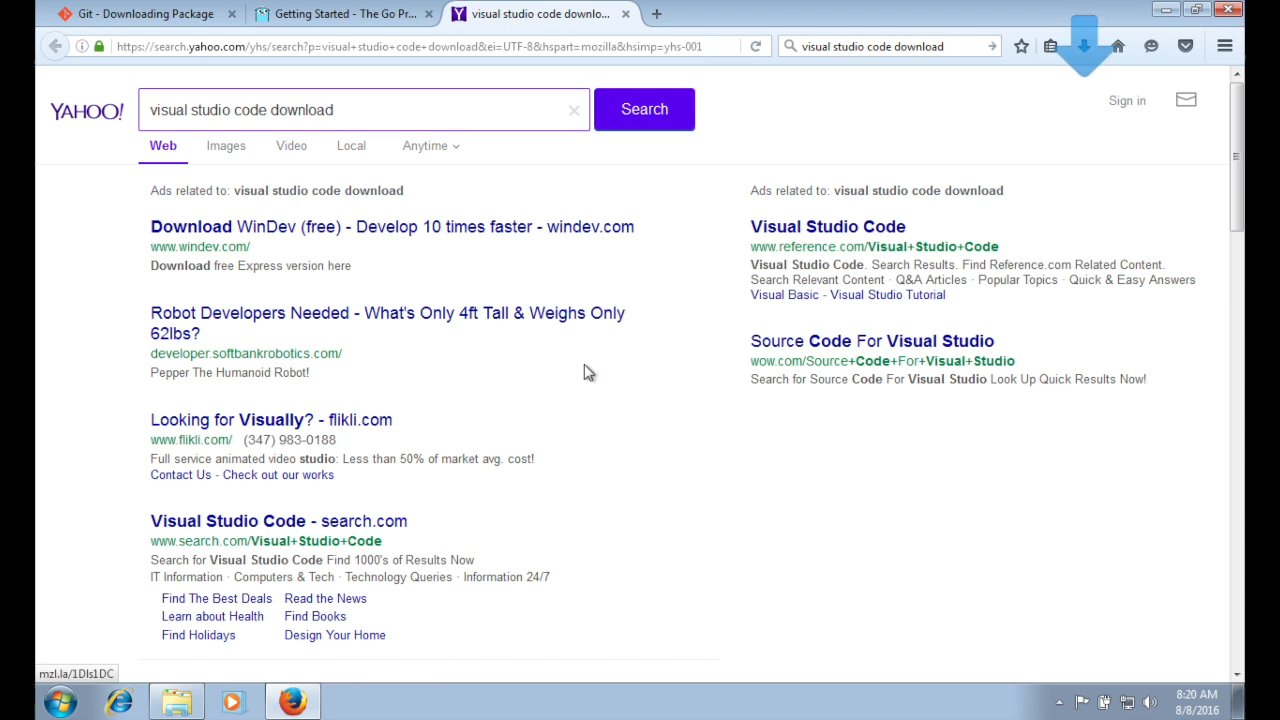 Git - Downloading Package
Getting Started - The Go Pr...
visual studio code downlo...
https://search.yahoo.com/yhs/search?p=visual+studio+code+download&ei=UTF-8&hspart=mozilla&hsimp=yhs-001
visual studio code download
YAHOO!
visual studio code download
Search
Sign in
Web
Images
Video
Local
Anytime
Ads related to: visual studio code download
Download WinDev (free) - Develop 10 times faster - windev.com
www.windev.com/
Download free Express version here
Robot Developers Needed - What's Only 4ft Tall & Weighs Only
62lbs?
developer.softbankrobotics.com/
Pepper The Humanoid Robot!
Looking for Visually? - flikli.com
www.flikli.com/ (347) 983-0188
Full service animated video studio: Less than 50% of market avg. cost!
Contact Us - Check out our works
Visual Studio Code - search.com
www.search.com/Visual+Studio+Code
Search for Visual Studio Code Find 1000's of Results Now
IT Information · Computers & Tech · Technology Queries · Information 24/7
Find The Best Deals
Read the News
Learn about Health
Find Books
Find Holidays
Design Your Home
Ads related to: visual studio code download
Visual Studio Code
www.reference.com/Visual+Studio+Code
Visual Studio Code. Search Results. Find Reference.com Related Content.
Search Relevant Content · Q&A Articles · Popular Topics · Quick & Easy Answers
Visual Basic - Visual Studio Tutorial
Source Code For Visual Studio
wow.com/Source+Code+For+Visual+Studio
Search for Source Code For Visual Studio Look Up Quick Results Now!
mzl.la/1Dls1DC
8:20 AM
8/8/2016